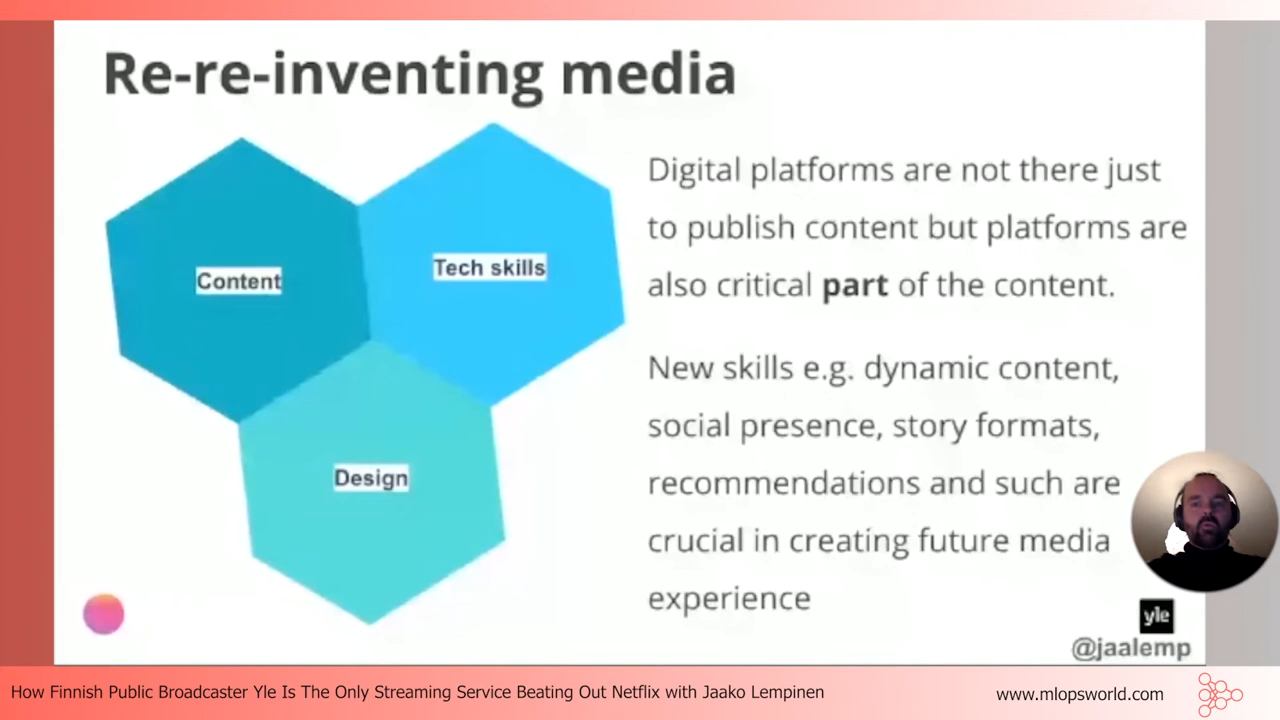 Re-re-inventing media
Content
Tech skills
Design
Digital platforms are not there just
to publish content but platforms are
also critical part of the content.
New skills e.g. dynamic content,
social presence, story formats,
recommendations and such are
crucial in creating future media
experience
yle
@jaalemp
How Finnish Public Broadcaster Yle Is The Only Streaming Service Beating Out Netflix with Jaako Lempinen
www.mlopsworld.com